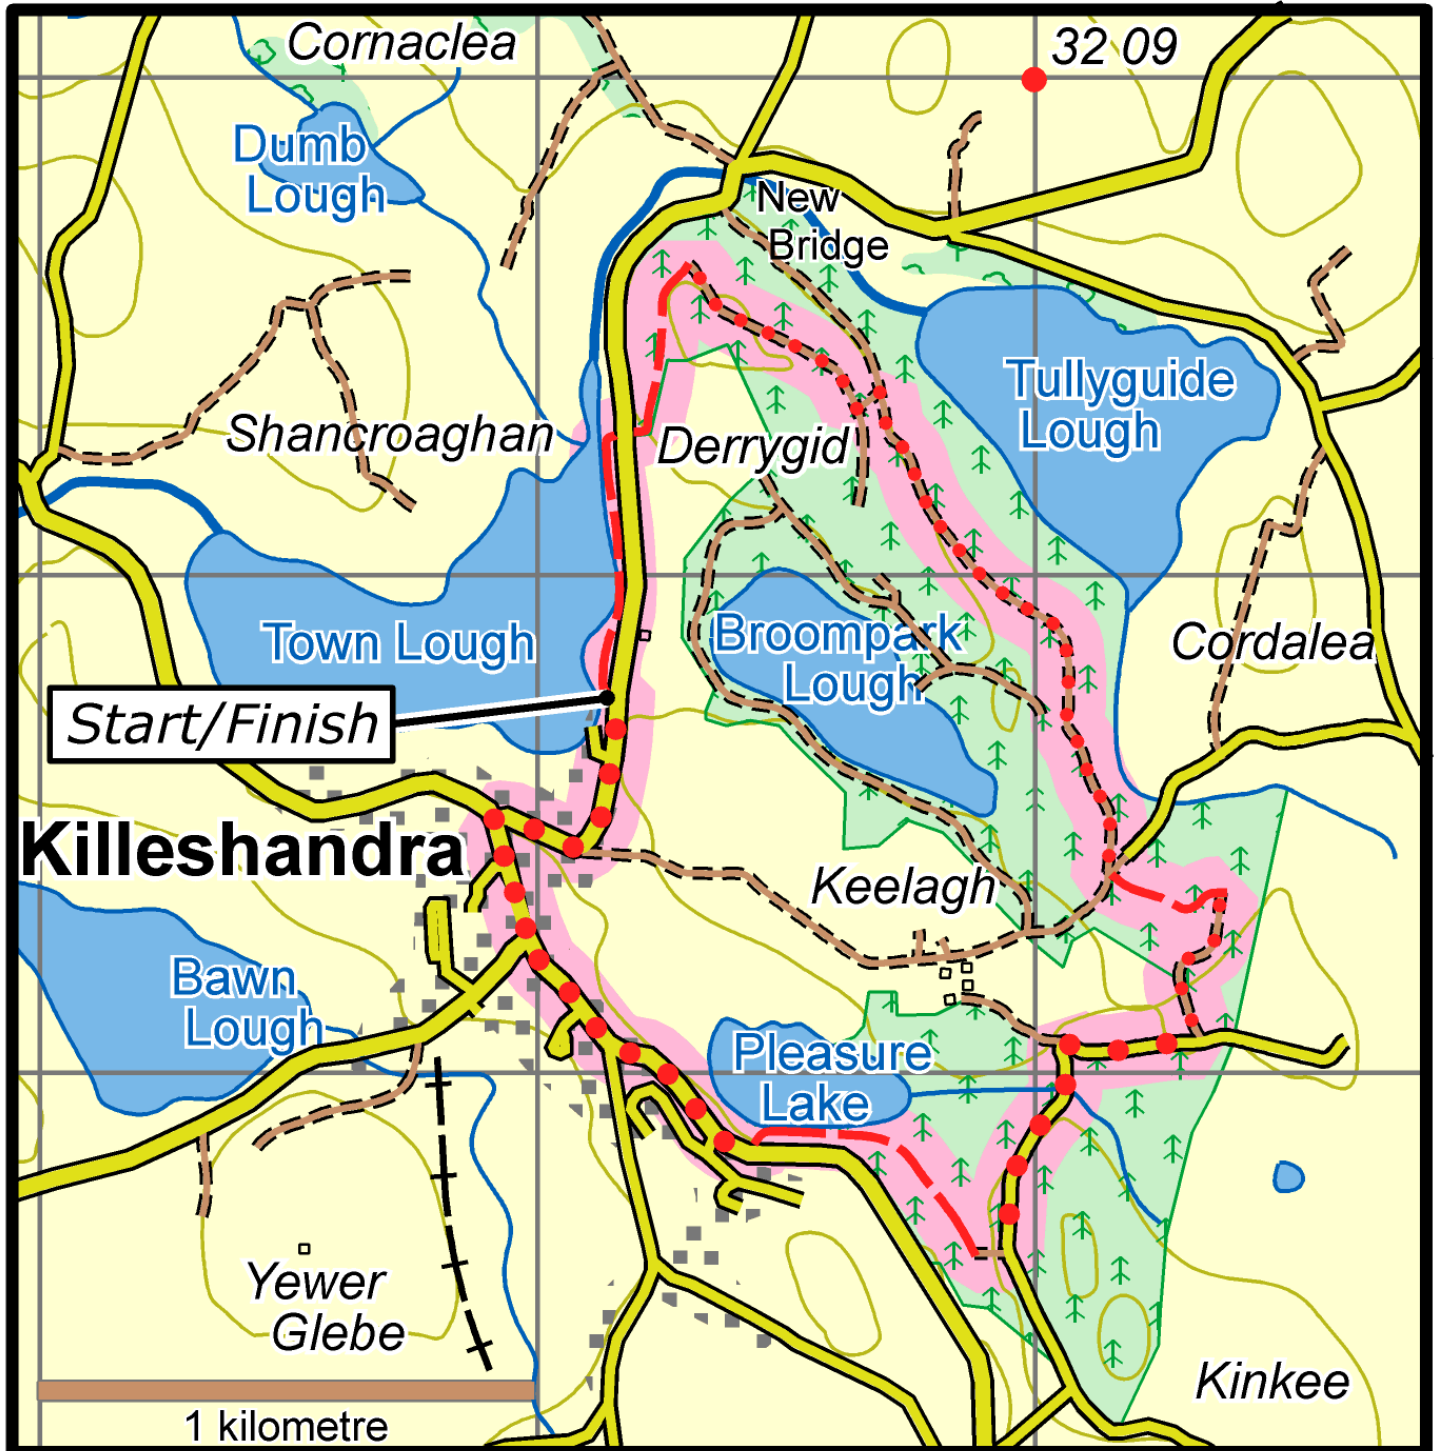 Cornaclea
32 09
Dumb
Lough
New
Bridge
Tullyguide
Lough
Shancroaghan
Derrygid
Town Lough
Broompark
Lough
Cordalea
Start/Finish
Killeshandra
Keelagh
Bawn
Lough
Pleasure
Lake
Yewer
Glebe
Kinkee
1 kilometre